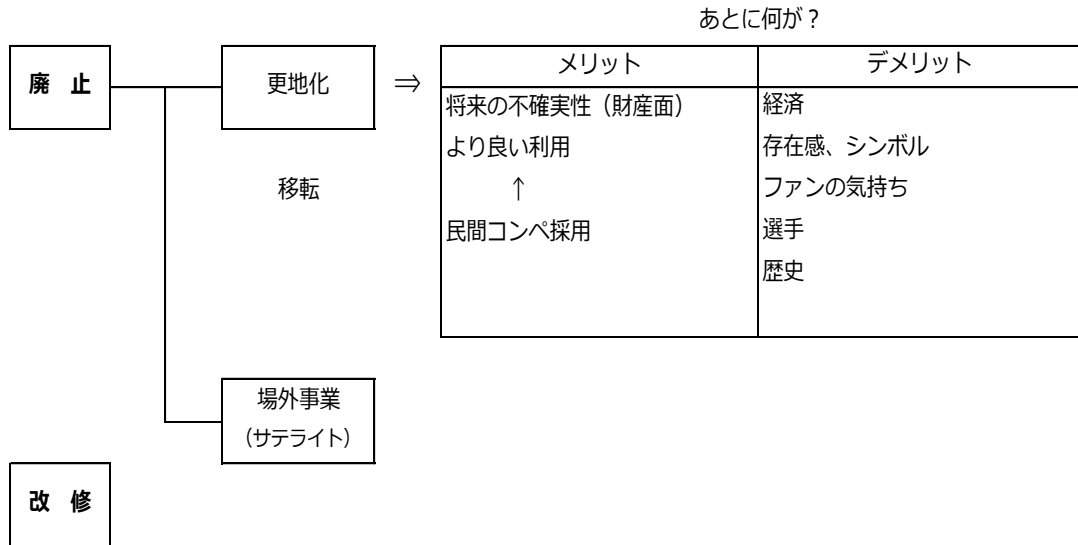 あとに何が？
廃　止
更地化
⇒
メリット
デメリット
将来の不確実性（財産面）
より良い利用
↑
民間コンペ採用
経済
存在感、シンボル
ファンの気持ち
選手
歴史
移転
場外事業
（サテライト）
改　修